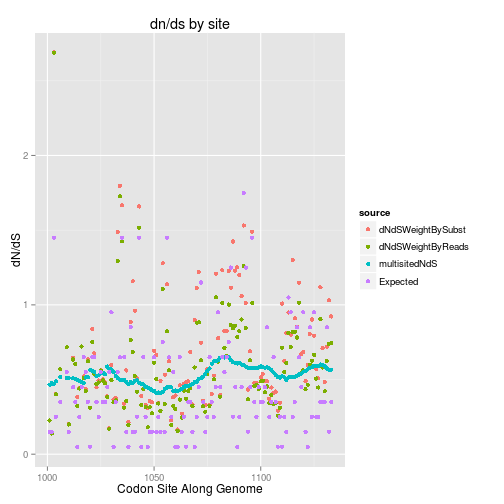 dn/ds by site
dN/dS
2
1
0
1000
1050
1100
Codon Site Along Genome
source
dNdSWeightBySubst
dNdSWeightByReads
multisitedNdS
Expected